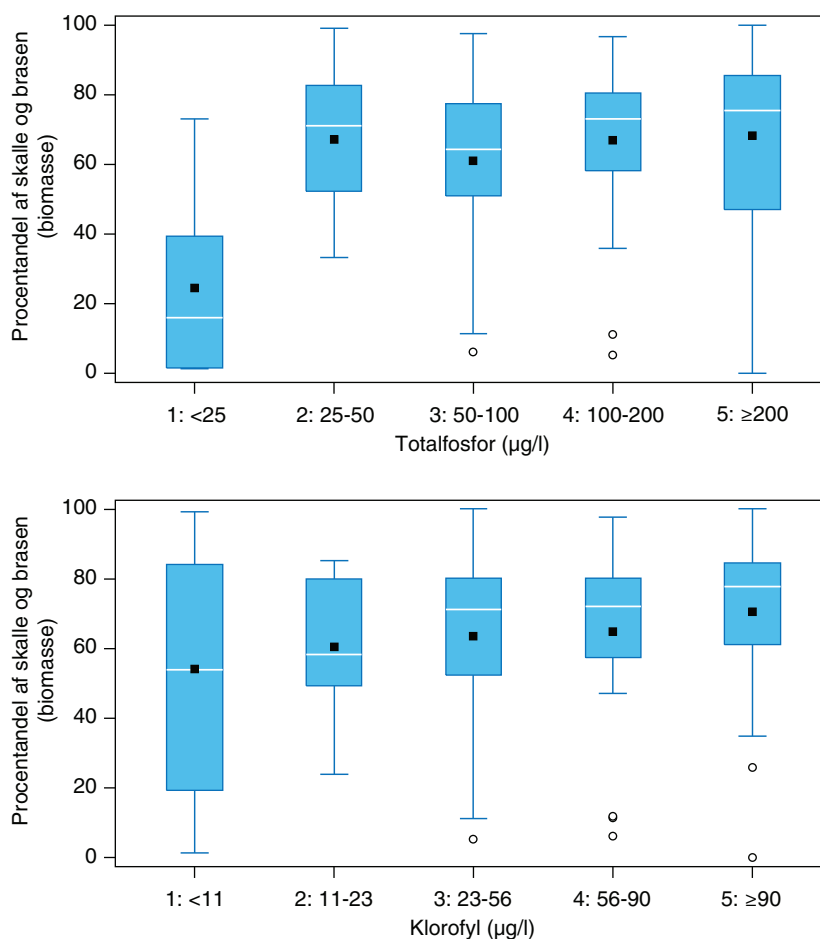 Procentandel af skalle og brasen
(biomasse)
100
80
60
40
20
0
1: <25 2: 25-50 3: 50-100 4: 100-200 5: ≥200
Totalfosfor (µg/l)
Procentandel af skalle og brasen
(biomasse)
100
80
60
40
20
0
1: <11 2: 11-23 3: 23-56 4: 56-90 5: ≥90
Klorofyl (µg/l)